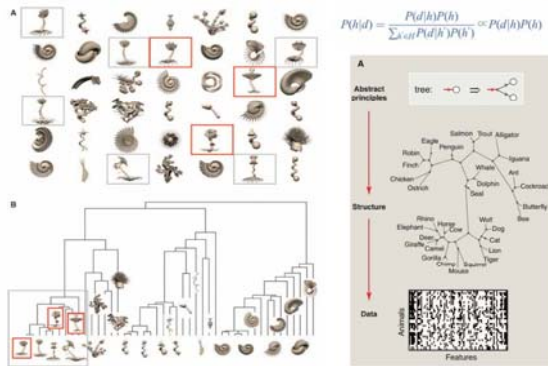 A
B
P(h|d) = P(d|h)P(h) / ∑h'∈H P(d|h')P(h') ∝ P(d|h)P(h)
A
Abstract
principles
tree:
⇒
Structure
Data
Salmon
Trout
Alligator
Eagle
Penguin
Robin
Iguana
Finch
Whale
Ant
Dolphin
Cockroach
Chicken
Seal
Ostrich
Butterfly
Bee
Rhino
Horse
Wolf
Elephant
Cow
Dog
Deer
Cat
Giraffe
Camel
Lion
Gorilla
Tiger
Chimp
Squirrel
Mouse
Animals
Features